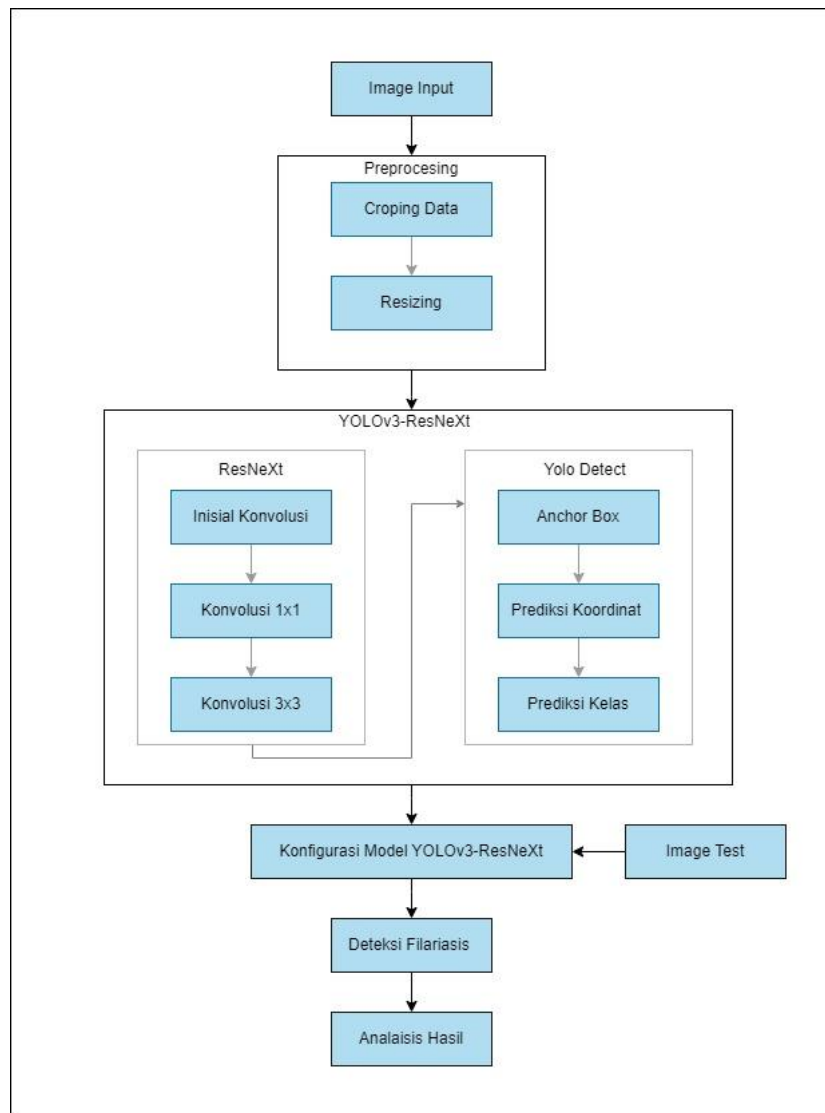 Image Input
Preprocesing
Croping Data
Resizing
YOLOv3-ResNeXt
ResNeXt
Inisial Konvolusi
Konvolusi 1x1
Konvolusi 3x3
Yolo Detect
Anchor Box
Prediksi Koordinat
Prediksi Kelas
Konfigurasi Model YOLOv3-ResNeXt
Image Test
Deteksi Filariasis
Analaisis Hasil